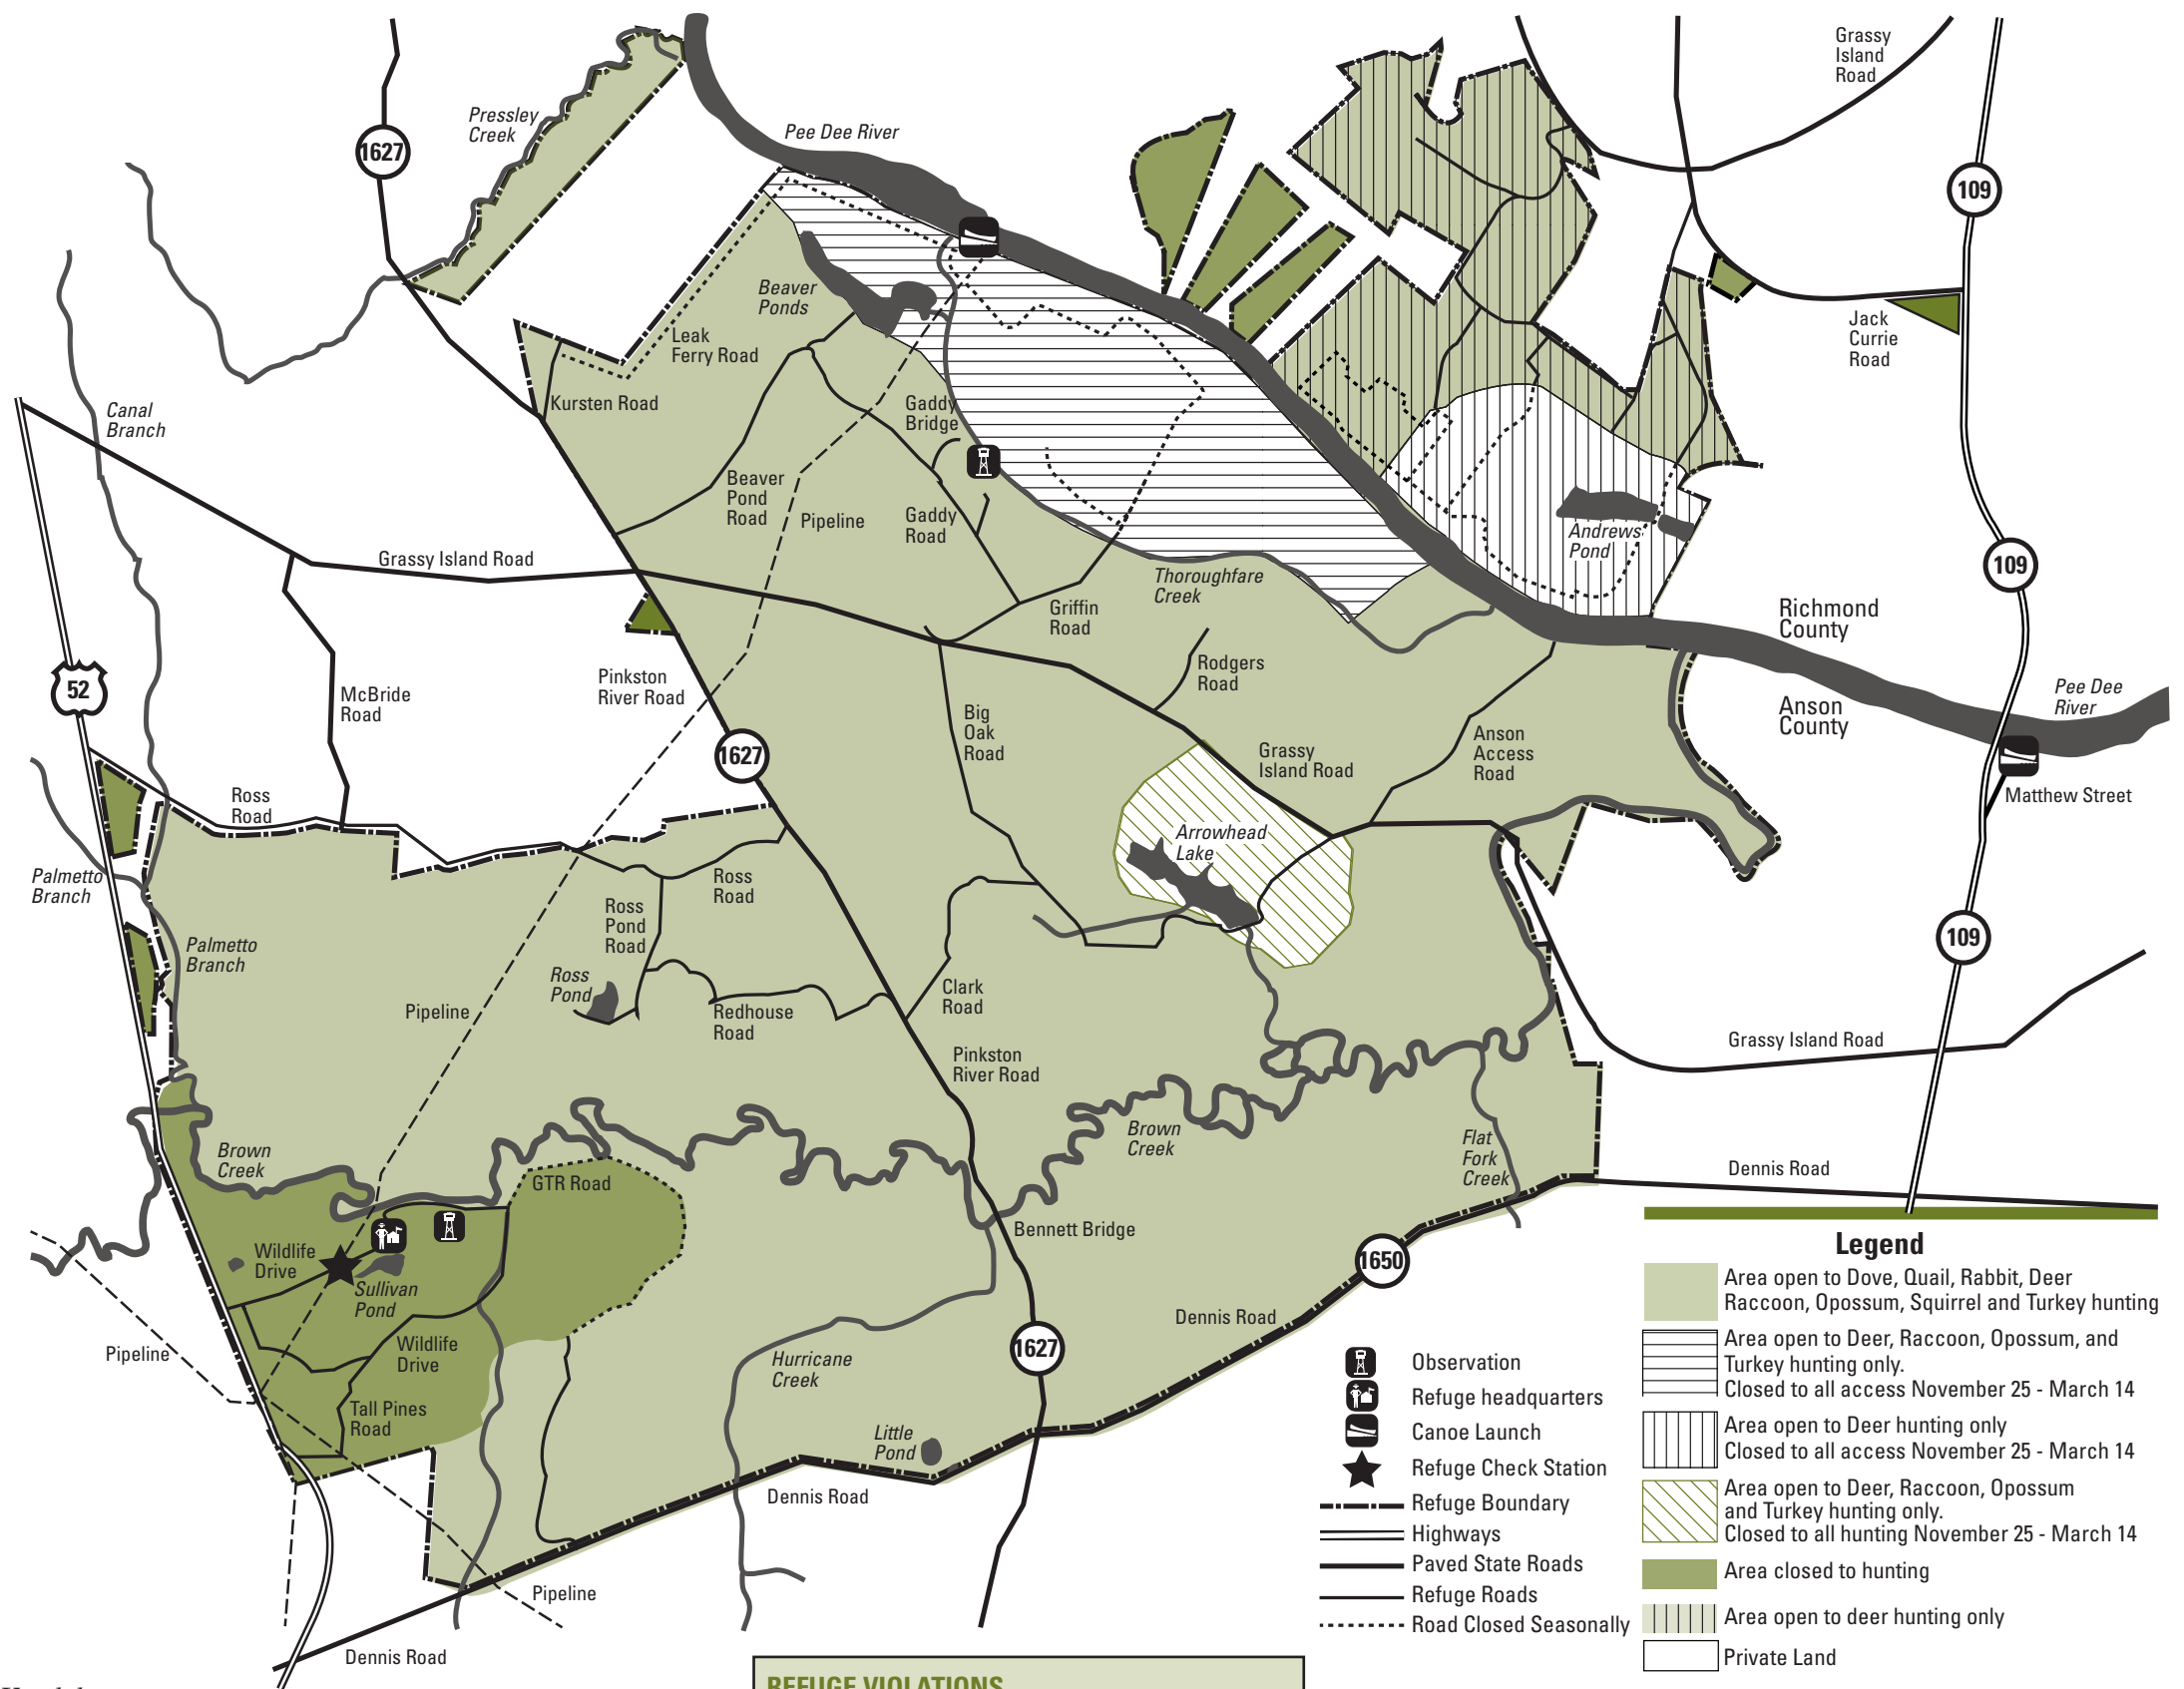 Grassy
Island
Road
Pressley
Creek
Pee Dee River
1627
109
Beaver
Ponds
Leak
Ferry Road
Jack
Currie
Road
Kursten Road
Gaddy
Bridge
Canal
Branch
Beaver
Pond
Road
Pipeline
Gaddy
Road
Andrews
Pond
Grassy Island Road
109
Thoroughfare
Creek
Griffin
Road
Richmond
County
52
McBride
Road
Pinkston
River Road
Rodgers
Road
Pee Dee
River
Anson
County
Big
Oak
Road
1627
Grassy
Island Road
Anson
Access
Road
Ross
Road
Matthew Street
Arrowhead
Lake
Palmetto
Branch
Ross
Road
Ross
Pond
Road
109
Palmetto
Branch
Ross
Pond
Clark
Road
Pipeline
Redhouse
Road
Grassy Island Road
Pinkston
River Road
Brown
Creek
Brown
Creek
Flat
Fork
Creek
Dennis Road
GTR Road
Bennett Bridge
Wildlife
Drive
Sullivan
Pond
1650
Dennis Road
Pipeline
Wildlife
Drive
1627
Hurricane
Creek
Tall Pines
Road
Little
Pond
Dennis Road
Pipeline
Dennis Road
Legend
Area open to Dove, Quail, Rabbit, Deer
Raccoon, Opossum, Squirrel and Turkey hunting
Area open to Deer, Raccoon, Opossum, and
Turkey hunting only.
Closed to all access November 25 - March 14
Area open to Deer hunting only
Closed to all access November 25 - March 14
Area open to Deer, Raccoon, Opossum
and Turkey hunting only.
Closed to all hunting November 25 - March 14
Area closed to hunting
Area open to deer hunting only
Private Land
Observation
Refuge headquarters
Canoe Launch
Refuge Check Station
Refuge Boundary
Highways
Paved State Roads
Refuge Roads
Road Closed Seasonally
REFUGE VIOLATIONS